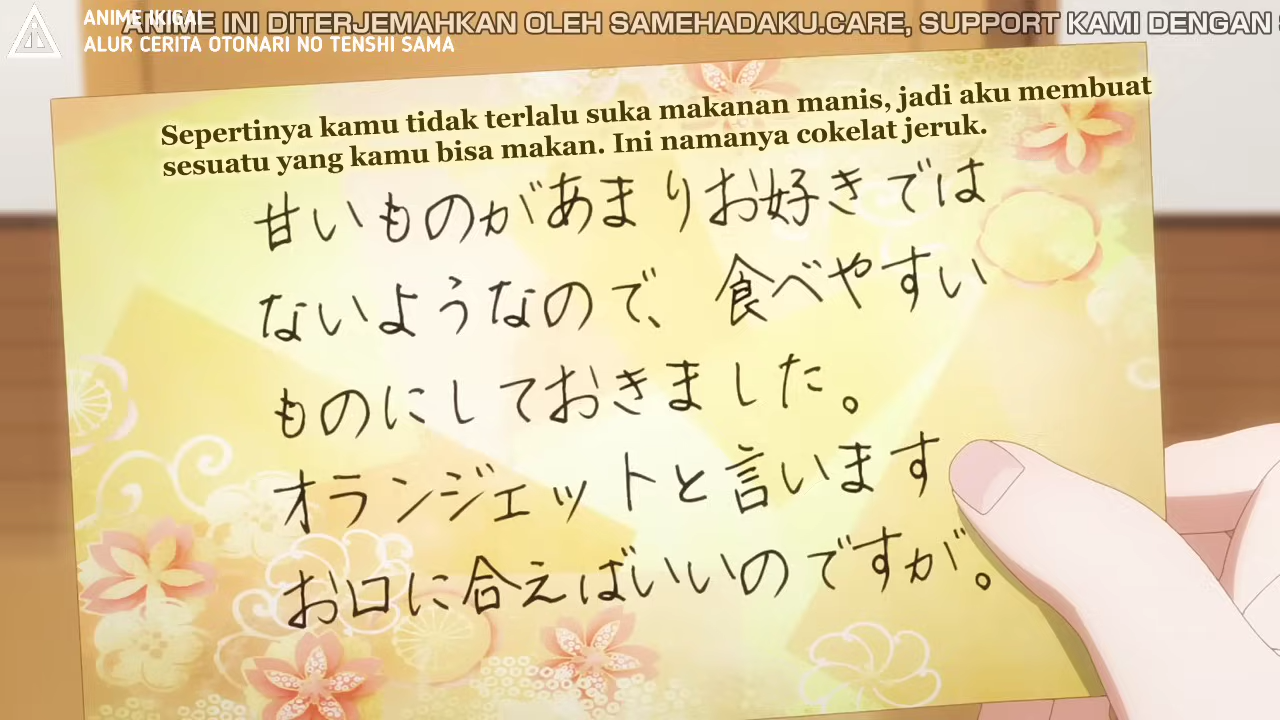 ANIME IKIGAI
ANIME INI DITERJEMAHKAN OLEH SAMEHADAKU.CARE, SUPPORT KAMI DENGAN
ALUR CERITA OTONARI NO TENSHI SAMA
Sepertinya kamu tidak terlalu suka makanan manis, jadi aku membuat
sesuatu yang kamu bisa makan. Ini namanya cokelat jeruk.
甘いものがあまりお好きでは
ないようなので、食べやすい
ものにしておきました。
オランジェットと言います
お口に合えばいいのですが。